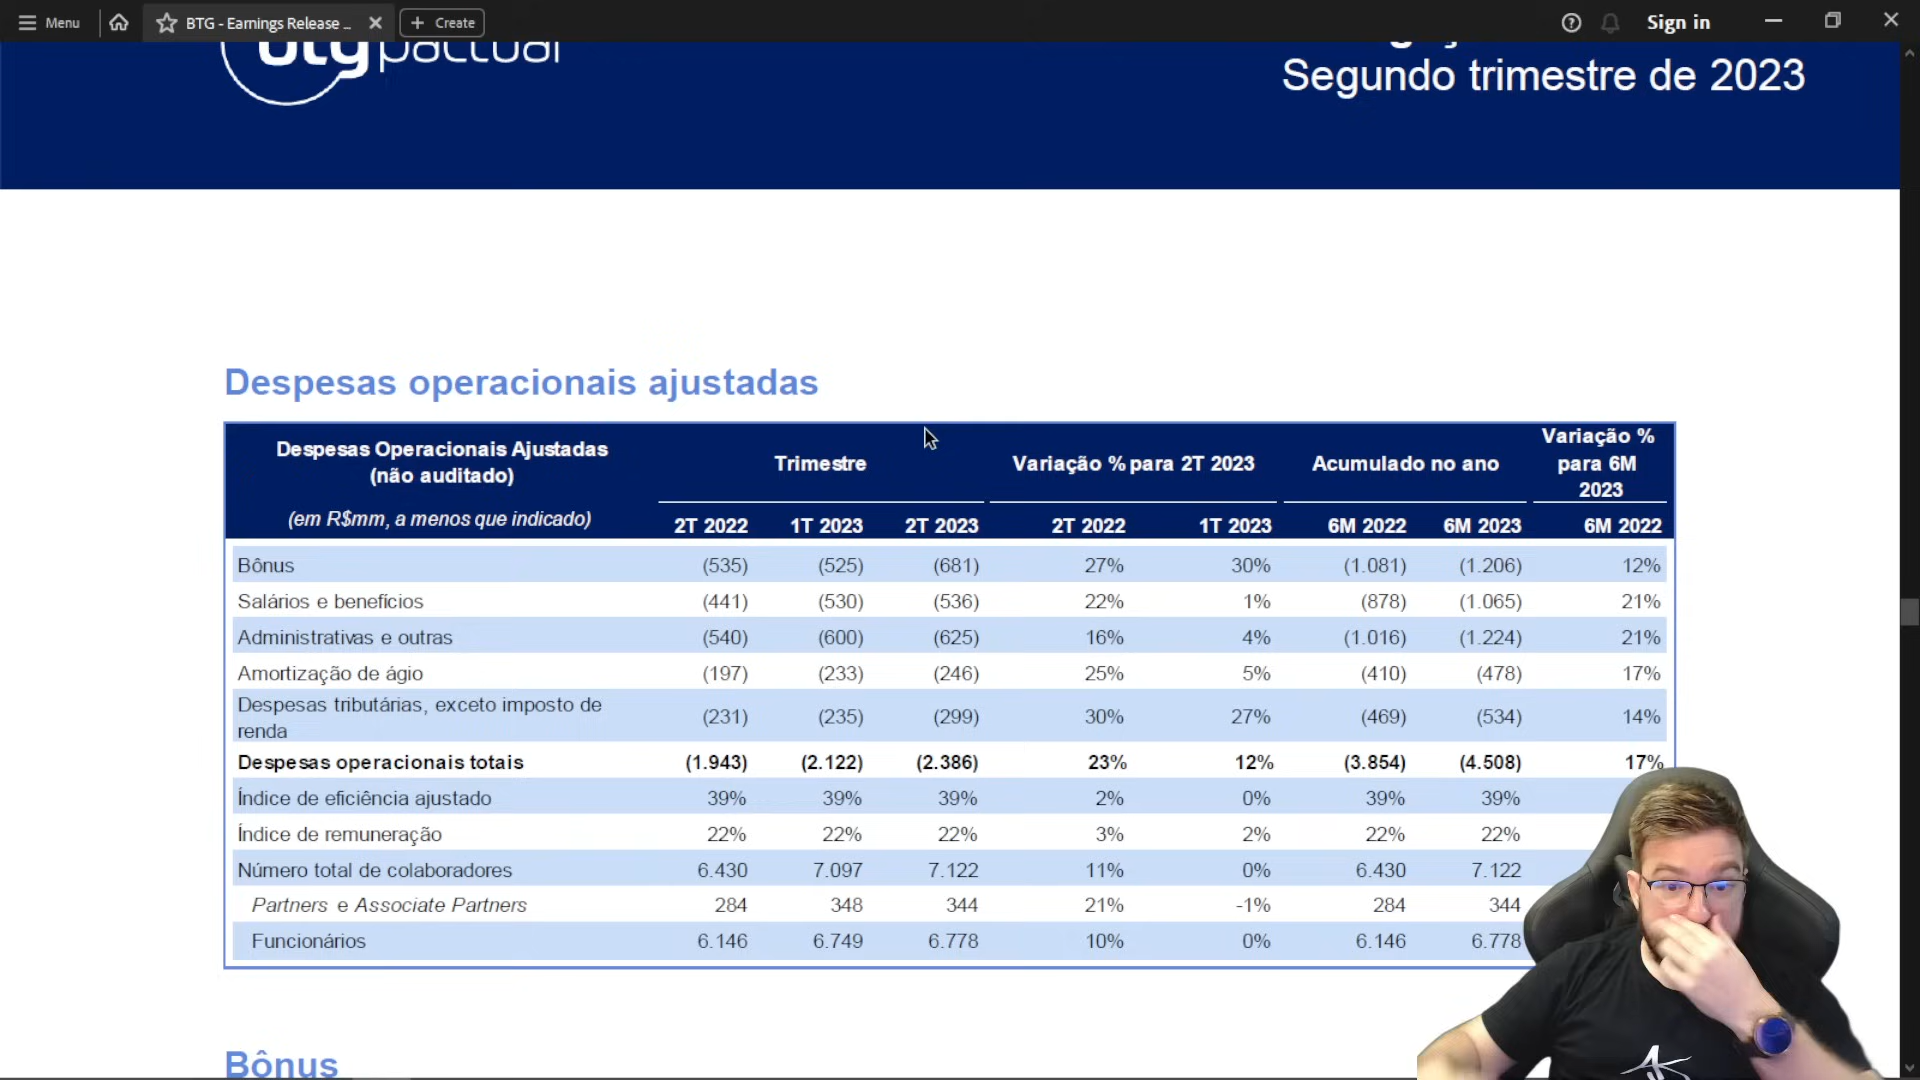 Menu
BTG - Earnings Release ...
Create
Sign in
btg pactual
Segundo trimestre de 2023
Despesas operacionais ajustadas
Despesas Operacionais Ajustadas (não auditado) Trimestre Variação % para 2T 2023 Acumulado no ano Variação % para 6M 2023
(em R$mm, a menos que indicado) 2T 2022 1T 2023 2T 2023 2T 2022 1T 2023 6M 2022 6M 2023 6M 2022
Bônus (535) (525) (681) 27% 30% (1.081) (1.206) 12%
Salários e benefícios (441) (530) (536) 22% 1% (878) (1.065) 21%
Administrativas e outras (540) (600) (625) 16% 4% (1.016) (1.224) 21%
Amortização de ágio (197) (233) (246) 25% 5% (410) (478) 17%
Despesas tributárias, exceto imposto de renda (231) (235) (299) 30% 27% (469) (534) 14%
Despesas operacionais totais (1.943) (2.122) (2.386) 23% 12% (3.854) (4.508) 17%
Índice de eficiência ajustado 39% 39% 39% 2% 0% 39% 39%
Índice de remuneração 22% 22% 22% 3% 2% 22% 22%
Número total de colaboradores 6.430 7.097 7.122 11% 0% 6.430 7.122
Partners e Associate Partners 284 348 344 21% -1% 284 344
Funcionários 6.146 6.749 6.778 10% 0% 6.146 6.778
Bônus